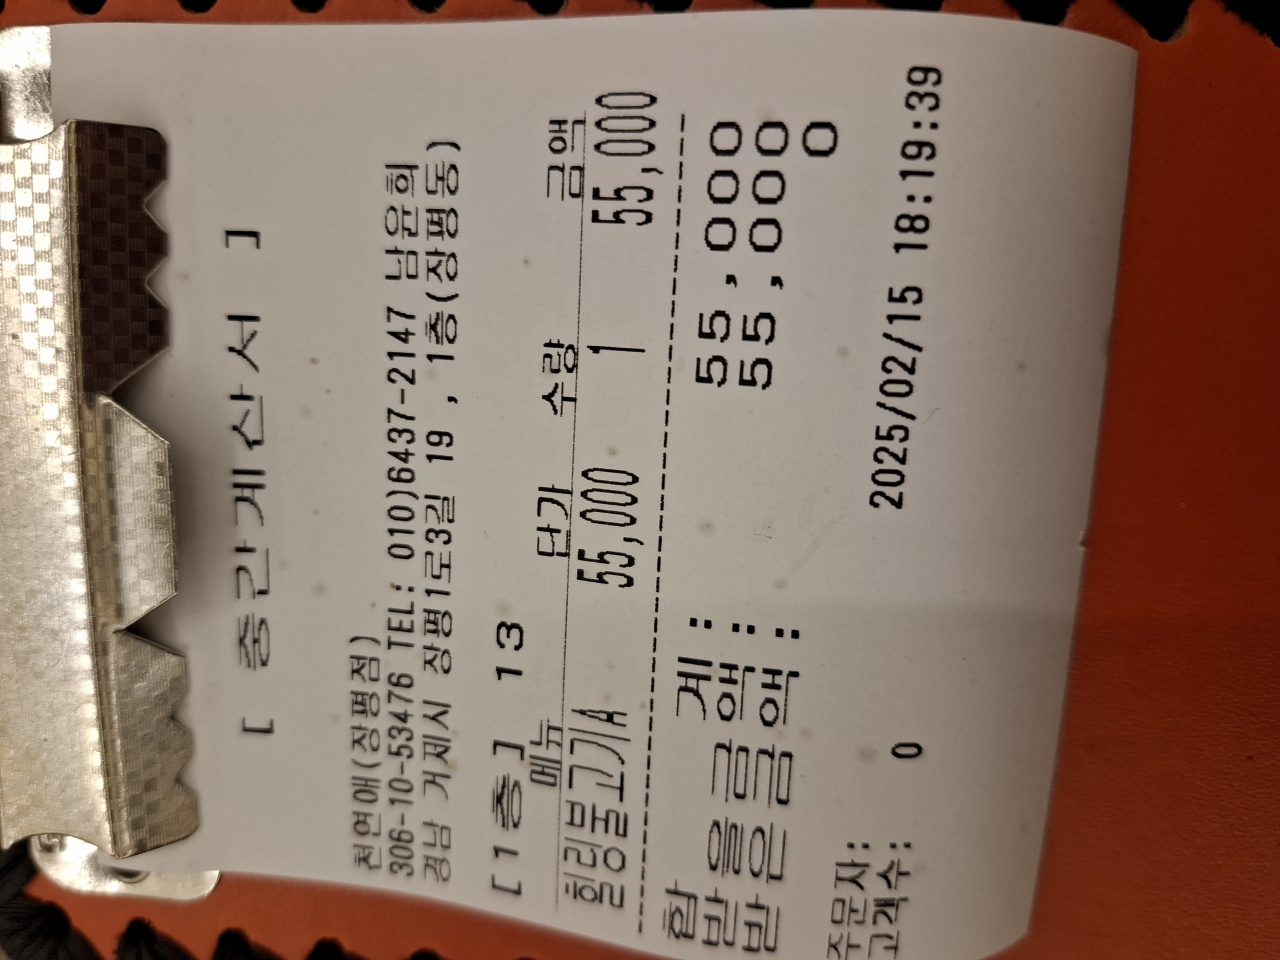 [ 중간계산서 ]
천연애(장평점)
306-10-53476 TEL: 010)6437-2147 남윤희
경남 거제시 장평1로3길 19 , 1층(장평동)
[1층] 13
메뉴 단가 수량 금액
힐링불고기A 55,000 1 55,000
합 계 : 55,000
받을금액: 55,000
받은금액: 0
주문자:
고객수: 0 2025/02/15 18:19:39